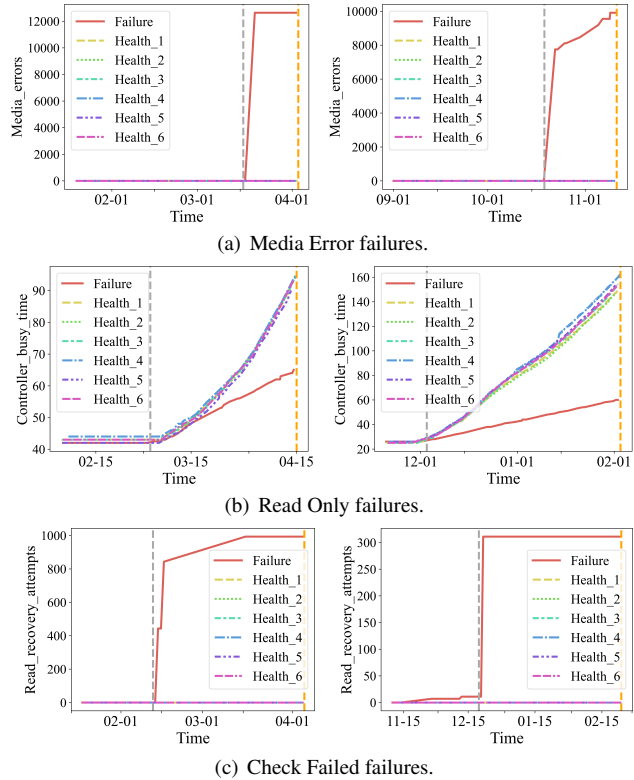 12000
10000
8000
6000
4000
2000
0
Media_errors
Failure
Health_1
Health_2
Health_3
Health_4
Health_5
Health_6
02-01 03-01 04-01
Time
10000
8000
6000
4000
2000
0
Media_errors
Failure
Health_1
Health_2
Health_3
Health_4
Health_5
Health_6
09-01 10-01 11-01
Time
(a) Media Error failures.
90
80
70
60
50
40
Controller_busy_time
Failure
Health_1
Health_2
Health_3
Health_4
Health_5
Health_6
02-15 03-15 04-15
Time
160
140
120
100
80
60
40
20
Controller_busy_time
Failure
Health_1
Health_2
Health_3
Health_4
Health_5
Health_6
12-01 01-01 02-01
Time
(b) Read Only failures.
1000
800
600
400
200
0
Read_recovery_attempts
Failure
Health_1
Health_2
Health_3
Health_4
Health_5
Health_6
02-01 03-01 04-01
Time
300
250
200
150
100
50
0
Read_recovery_attempts
Failure
Health_1
Health_2
Health_3
Health_4
Health_5
Health_6
11-15 12-15 01-15 02-15
Time
(c) Check Failed failures.